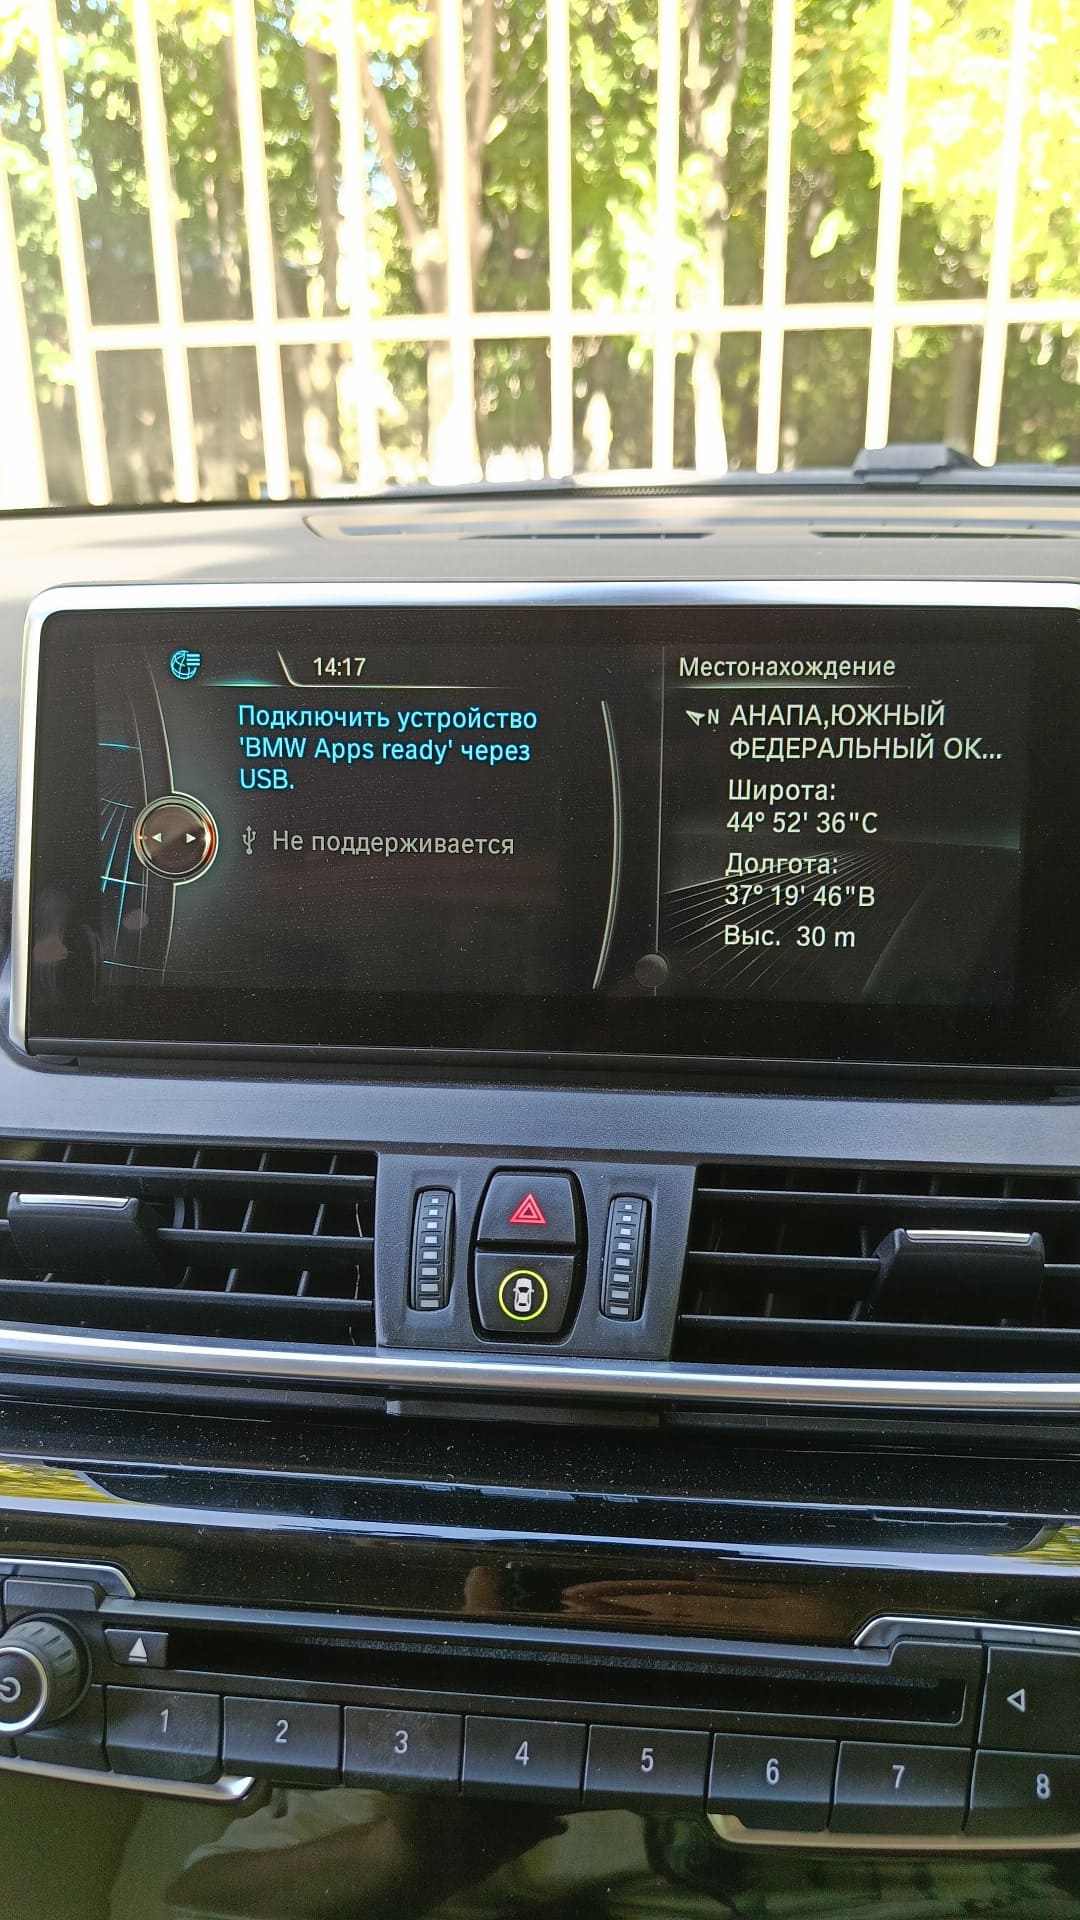 14:17
Подключить устройство
'BMW Apps ready' через
USB.
Не поддерживается
Местонахождение
N АНАПА,ЮЖНЫЙ
ФЕДЕРАЛЬНЫЙ ОК...
Широта:
44° 52' 36"С
Долгота:
37° 19' 46"В
Выс. 30 m
1 2 3 4 5 6 7 8